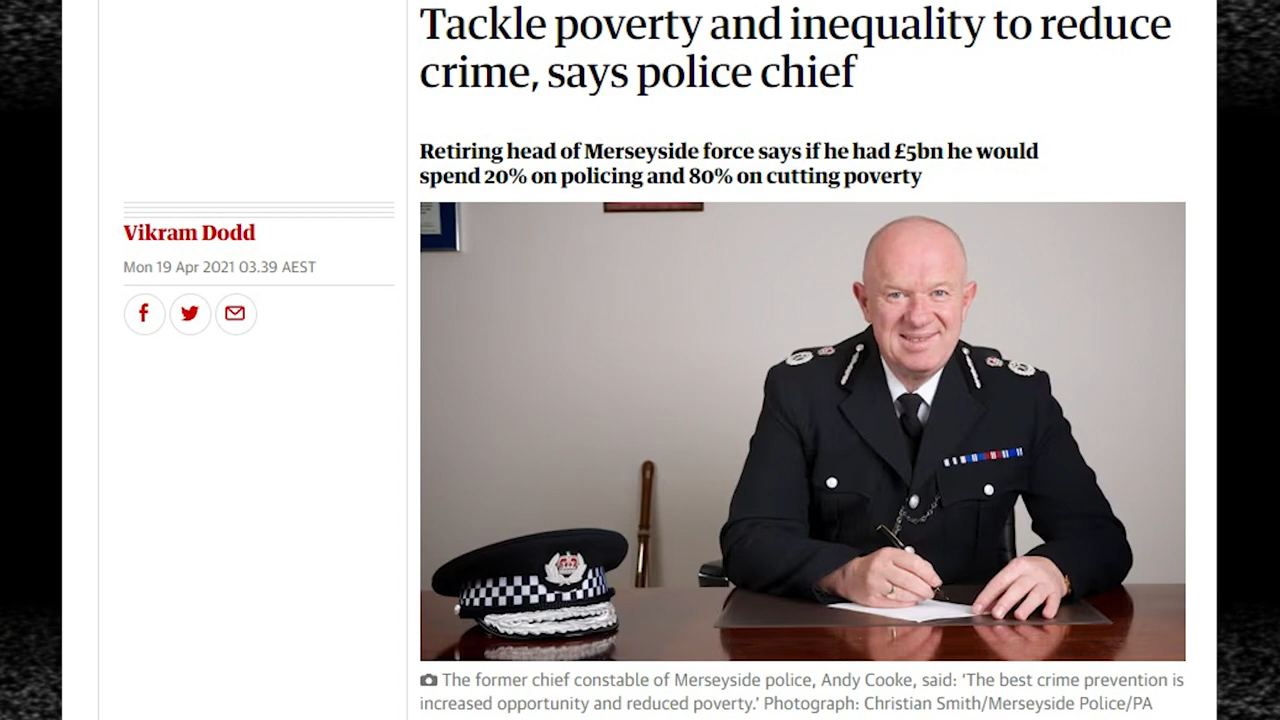 Tackle poverty and inequality to reduce
crime, says police chief
Retiring head of Merseyside force says if he had £5bn he would
spend 20% on policing and 80% on cutting poverty
Vikram Dodd
Mon 19 Apr 2021 03.39 AEST
The former chief constable of Merseyside police, Andy Cooke, said: ‘The best crime prevention is
increased opportunity and reduced poverty.’ Photograph: Christian Smith/Merseyside Police/PA